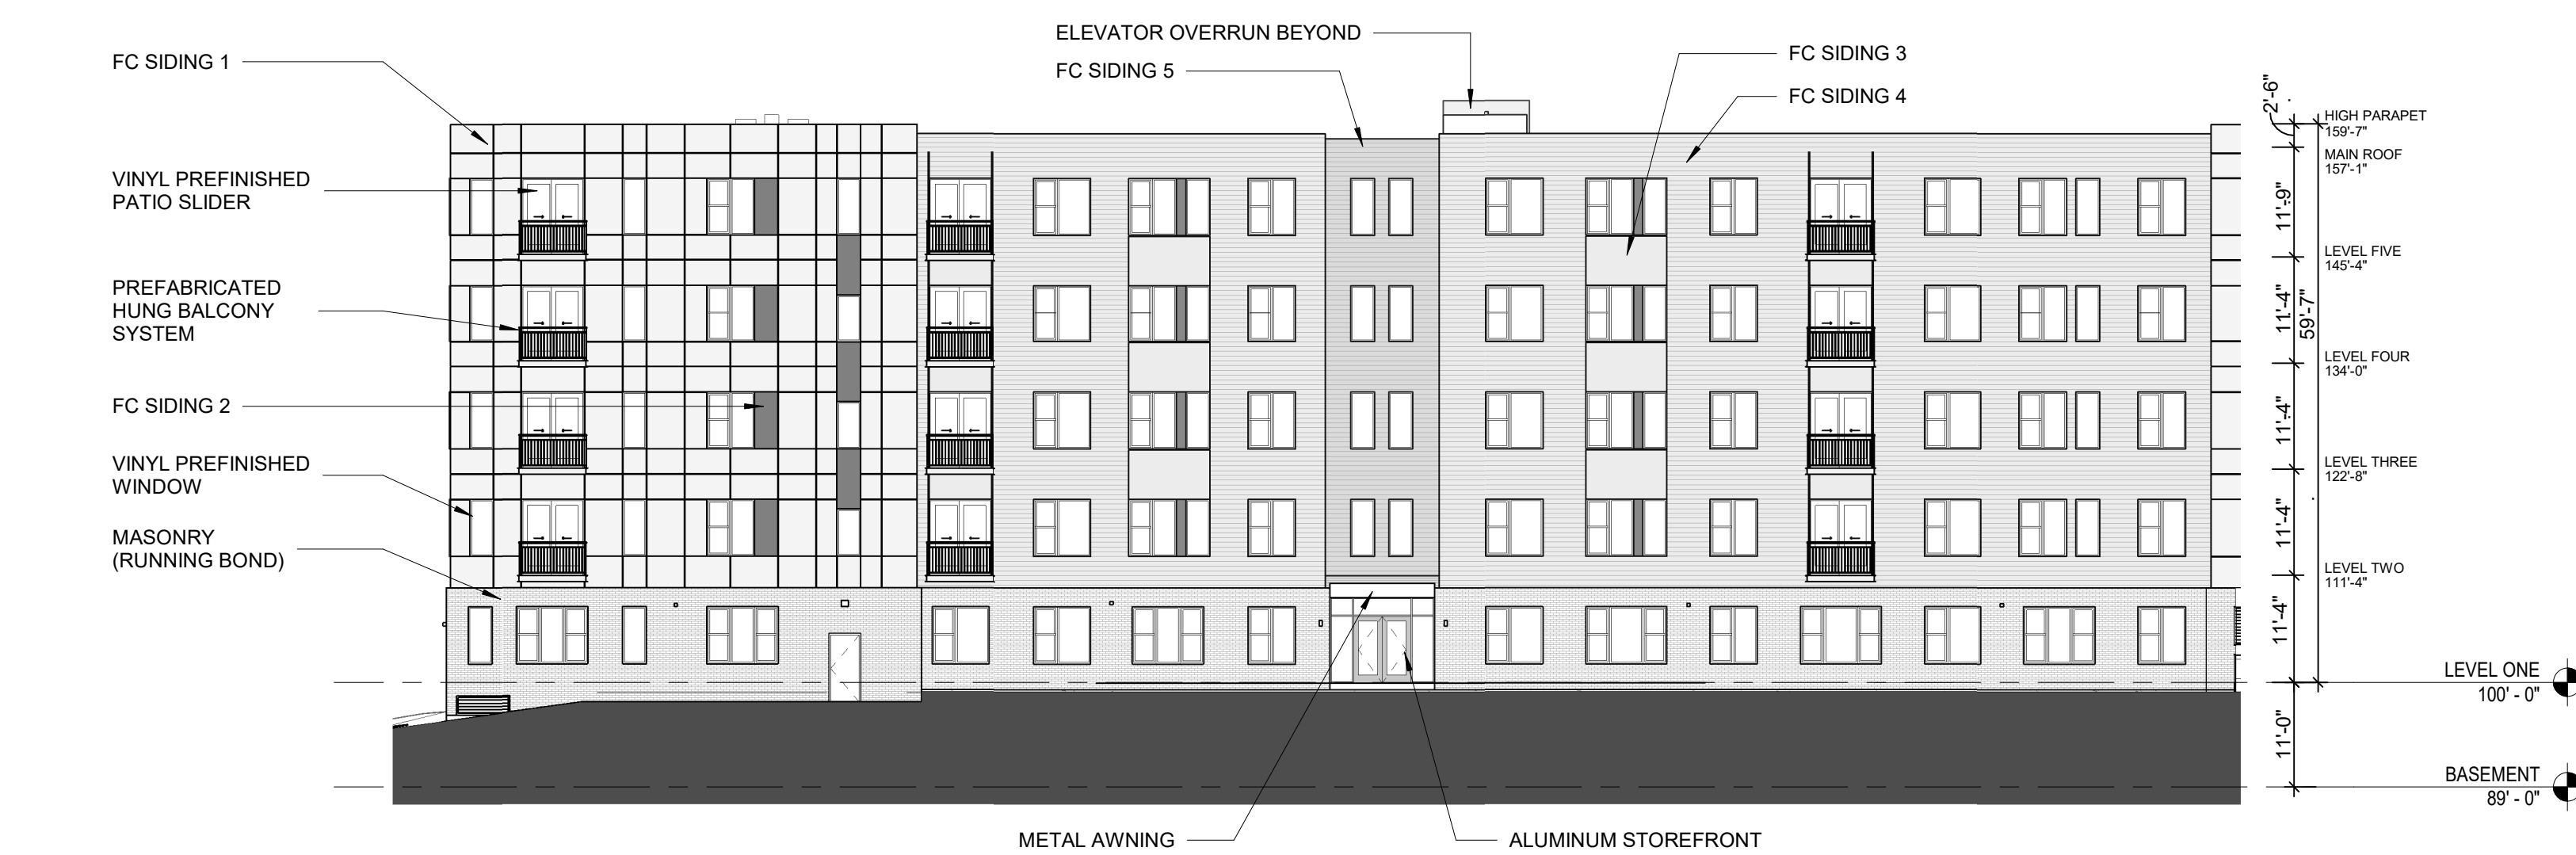 ELEVATOR OVERRUN BEYOND
FC SIDING 1
FC SIDING 5
FC SIDING 3
FC SIDING 4
VINYL PREFINISHED
PATIO SLIDER
PREFABRICATED
HUNG BALCONY
SYSTEM
FC SIDING 2
VINYL PREFINISHED
WINDOW
MASONRY
(RUNNING BOND)
METAL AWNING
ALUMINUM STOREFRONT
2'-6"
11'-9"
11'-4"
11'-4"
11'-4"
11'-4"
11'-0"
59'-7"
HIGH PARAPET
159'-7"
MAIN ROOF
157'-1"
LEVEL FIVE
145'-4"
LEVEL FOUR
134'-0"
LEVEL THREE
122'-8"
LEVEL TWO
111'-4"
LEVEL ONE
100' - 0"
BASEMENT
89' - 0"